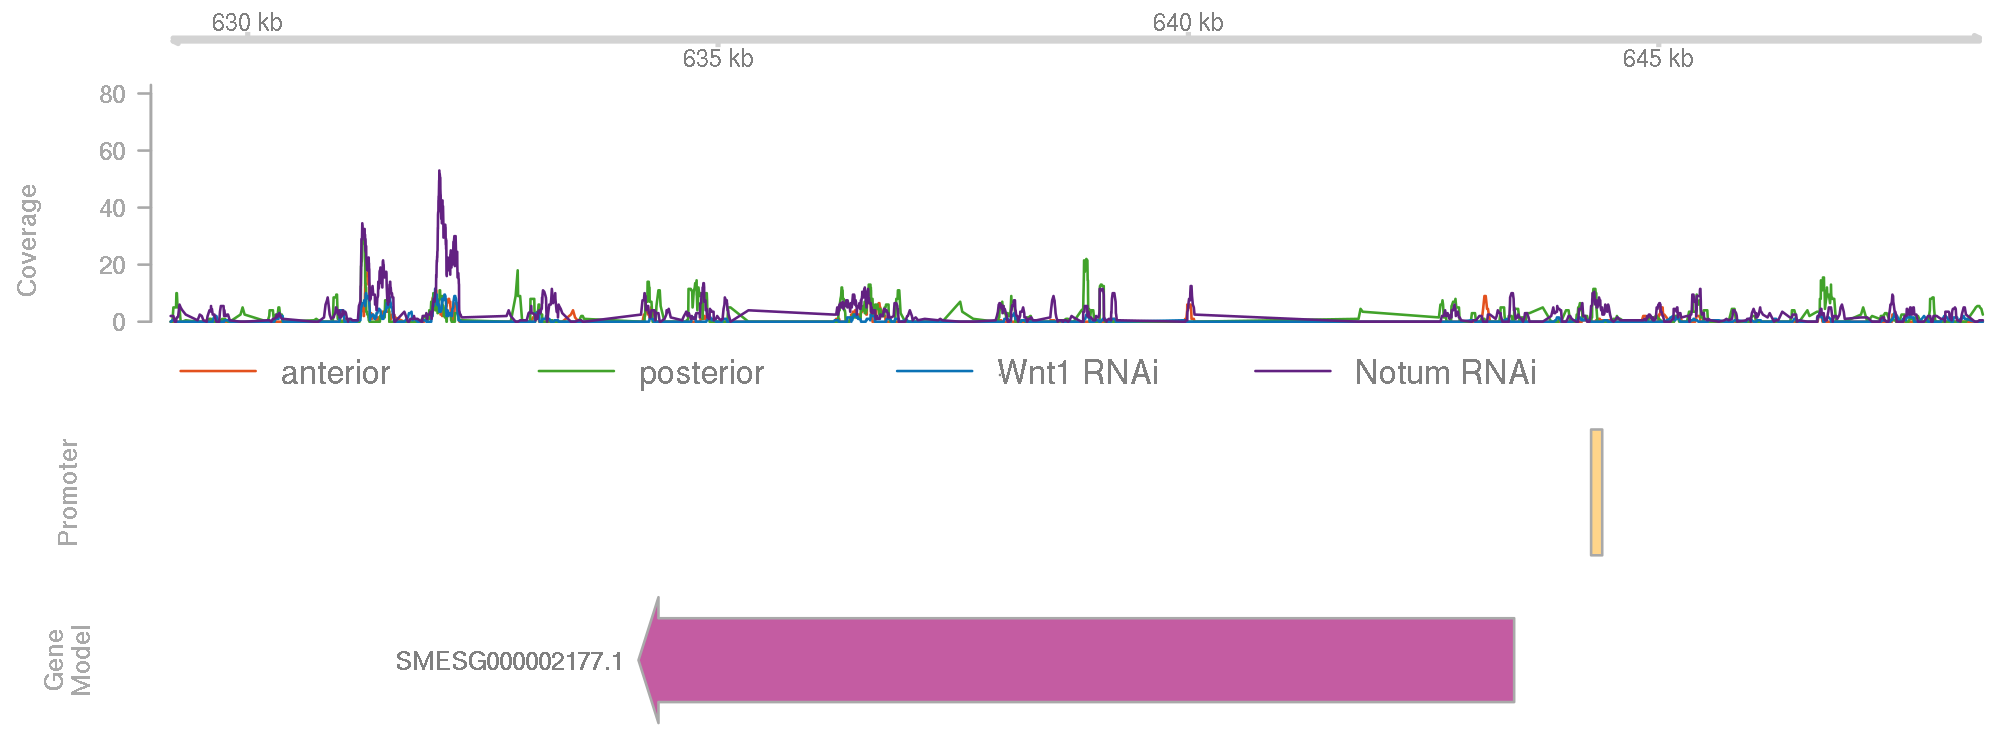 630 kb
640 kb
635 kb
645 kb
80
60
40
20
0
Coverage
anterior
posterior
Wnt1 RNAi
Notum RNAi
Promoter
Gene
Model
SMESG000002177.1